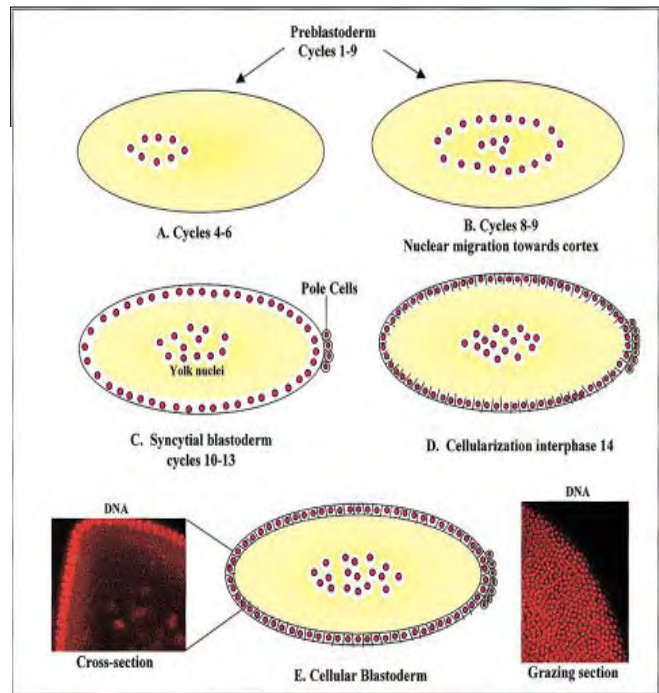 Preblastoderm
Cycles 1-9
A. Cycles 4-6
B. Cycles 8-9
Nuclear migration towards cortex
Pole Cells
Yolk nuclei
C. Syncytial blastoderm
cycles 10-13
D. Cellularization interphase 14
DNA
Cross-section
DNA
Grazing section
E. Cellular Blastoderm